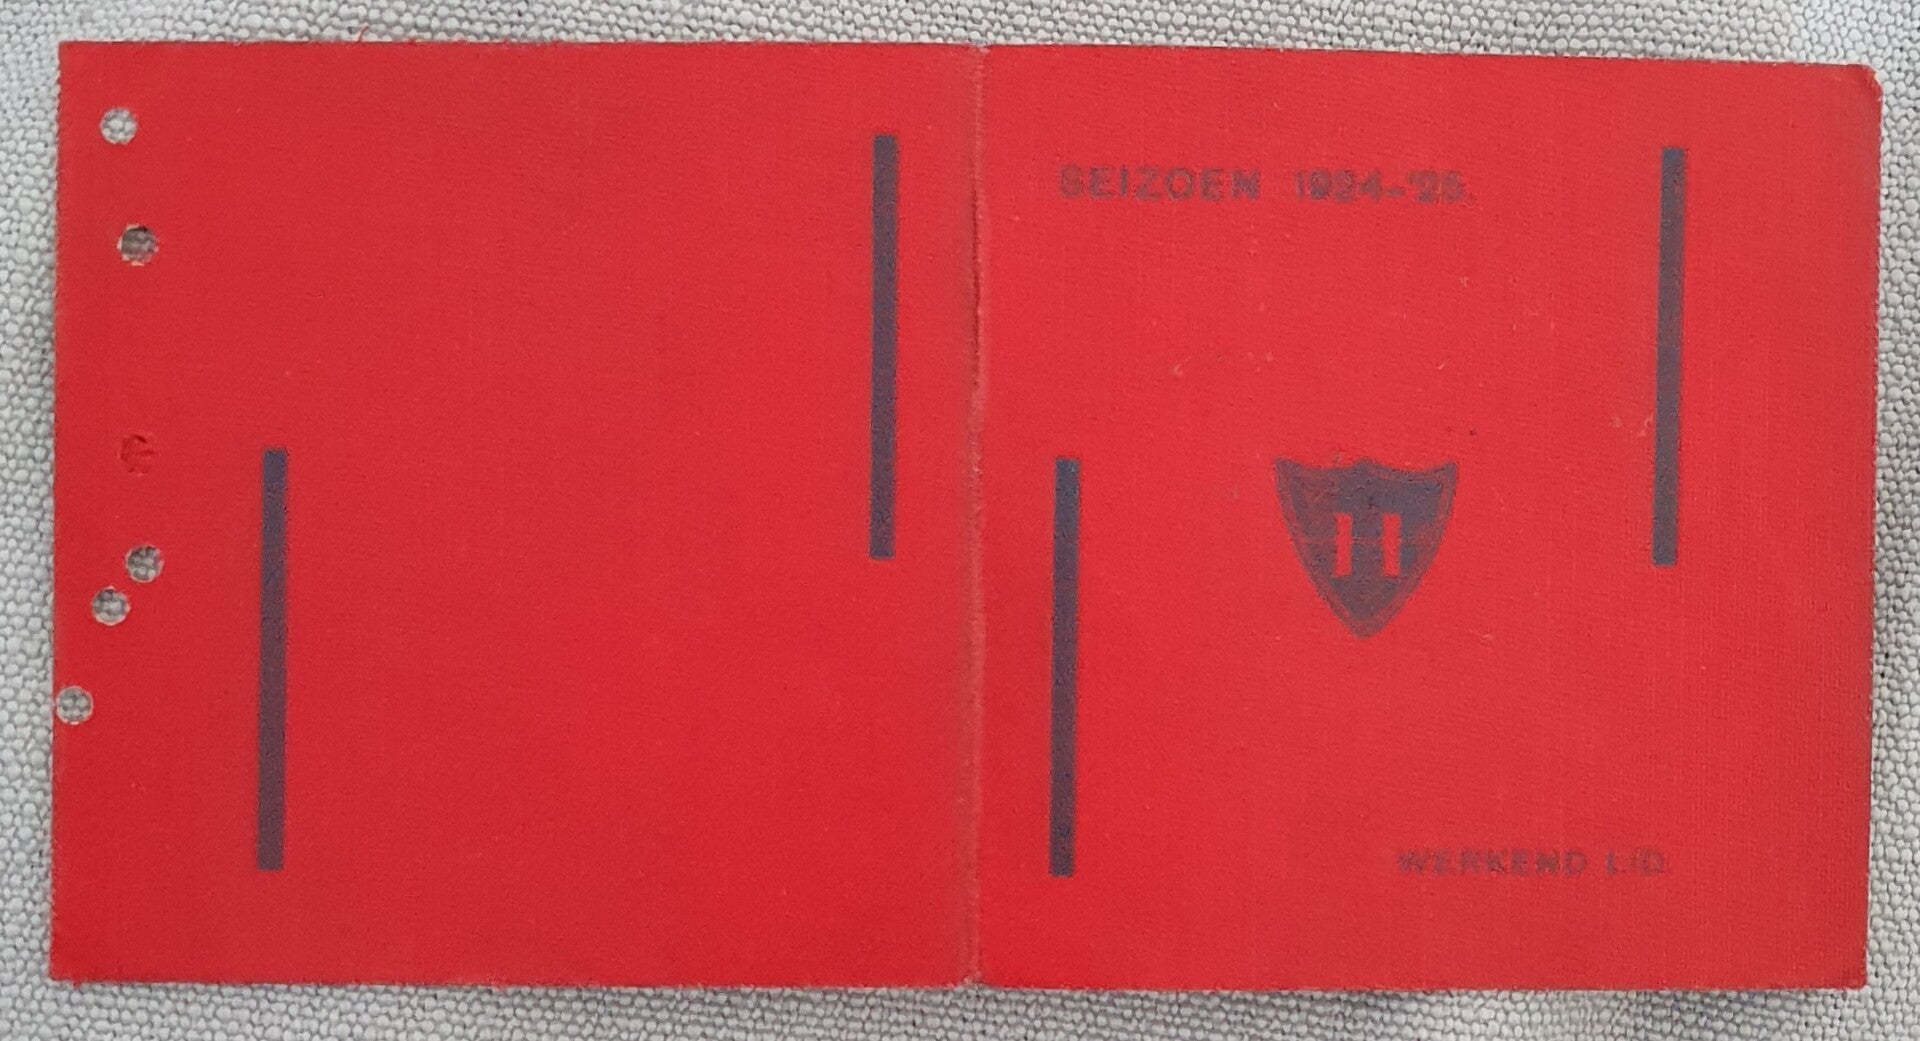 SEIZOEN 1924-'25.
H
WERKEND LID.